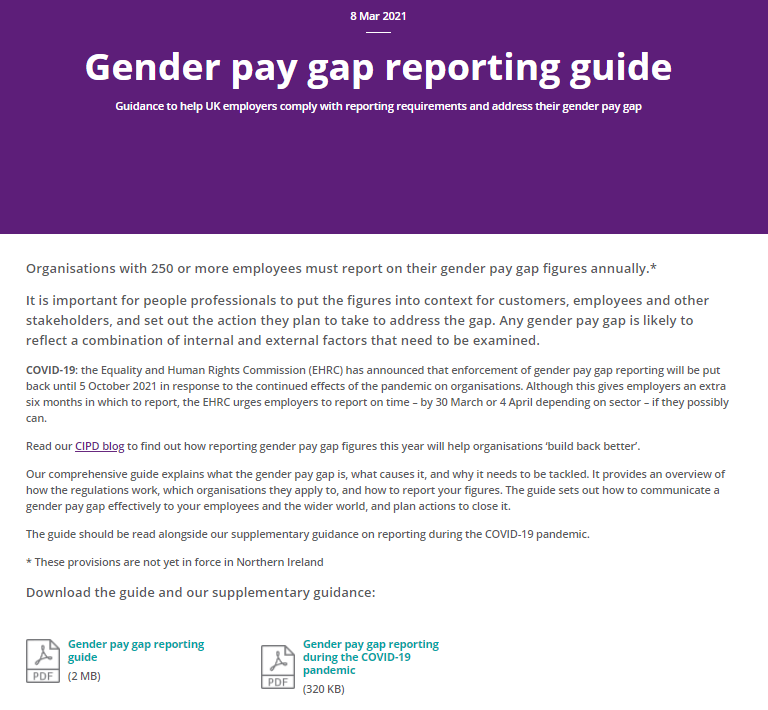 8 Mar 2021
Gender pay gap reporting guide
Guidance to help UK employers comply with reporting requirements and address their gender pay gap
Organisations with 250 or more employees must report on their gender pay gap figures annually.*
It is important for people professionals to put the figures into context for customers, employees and other
stakeholders, and set out the action they plan to take to address the gap. Any gender pay gap is likely to
reflect a combination of internal and external factors that need to be examined.
COVID-19: the Equality and Human Rights Commission (EHRC) has announced that enforcement of gender pay gap reporting will be put
back until 5 October 2021 in response to the continued effects of the pandemic on organisations. Although this gives employers an extra
six months in which to report, the EHRC urges employers to report on time – by 30 March or 4 April depending on sector – if they possibly
can.
Read our CIPD blog to find out how reporting gender pay gap figures this year will help organisations ‘build back better’.
Our comprehensive guide explains what the gender pay gap is, what causes it, and why it needs to be tackled. It provides an overview of
how the regulations work, which organisations they apply to, and how to report your figures. The guide sets out how to communicate a
gender pay gap effectively to your employees and the wider world, and plan actions to close it.
The guide should be read alongside our supplementary guidance on reporting during the COVID-19 pandemic.
* These provisions are not yet in force in Northern Ireland
Download the guide and our supplementary guidance:
PDF
Gender pay gap reporting
guide
(2 MB)
PDF
Gender pay gap reporting
during the COVID-19
pandemic
(320 KB)